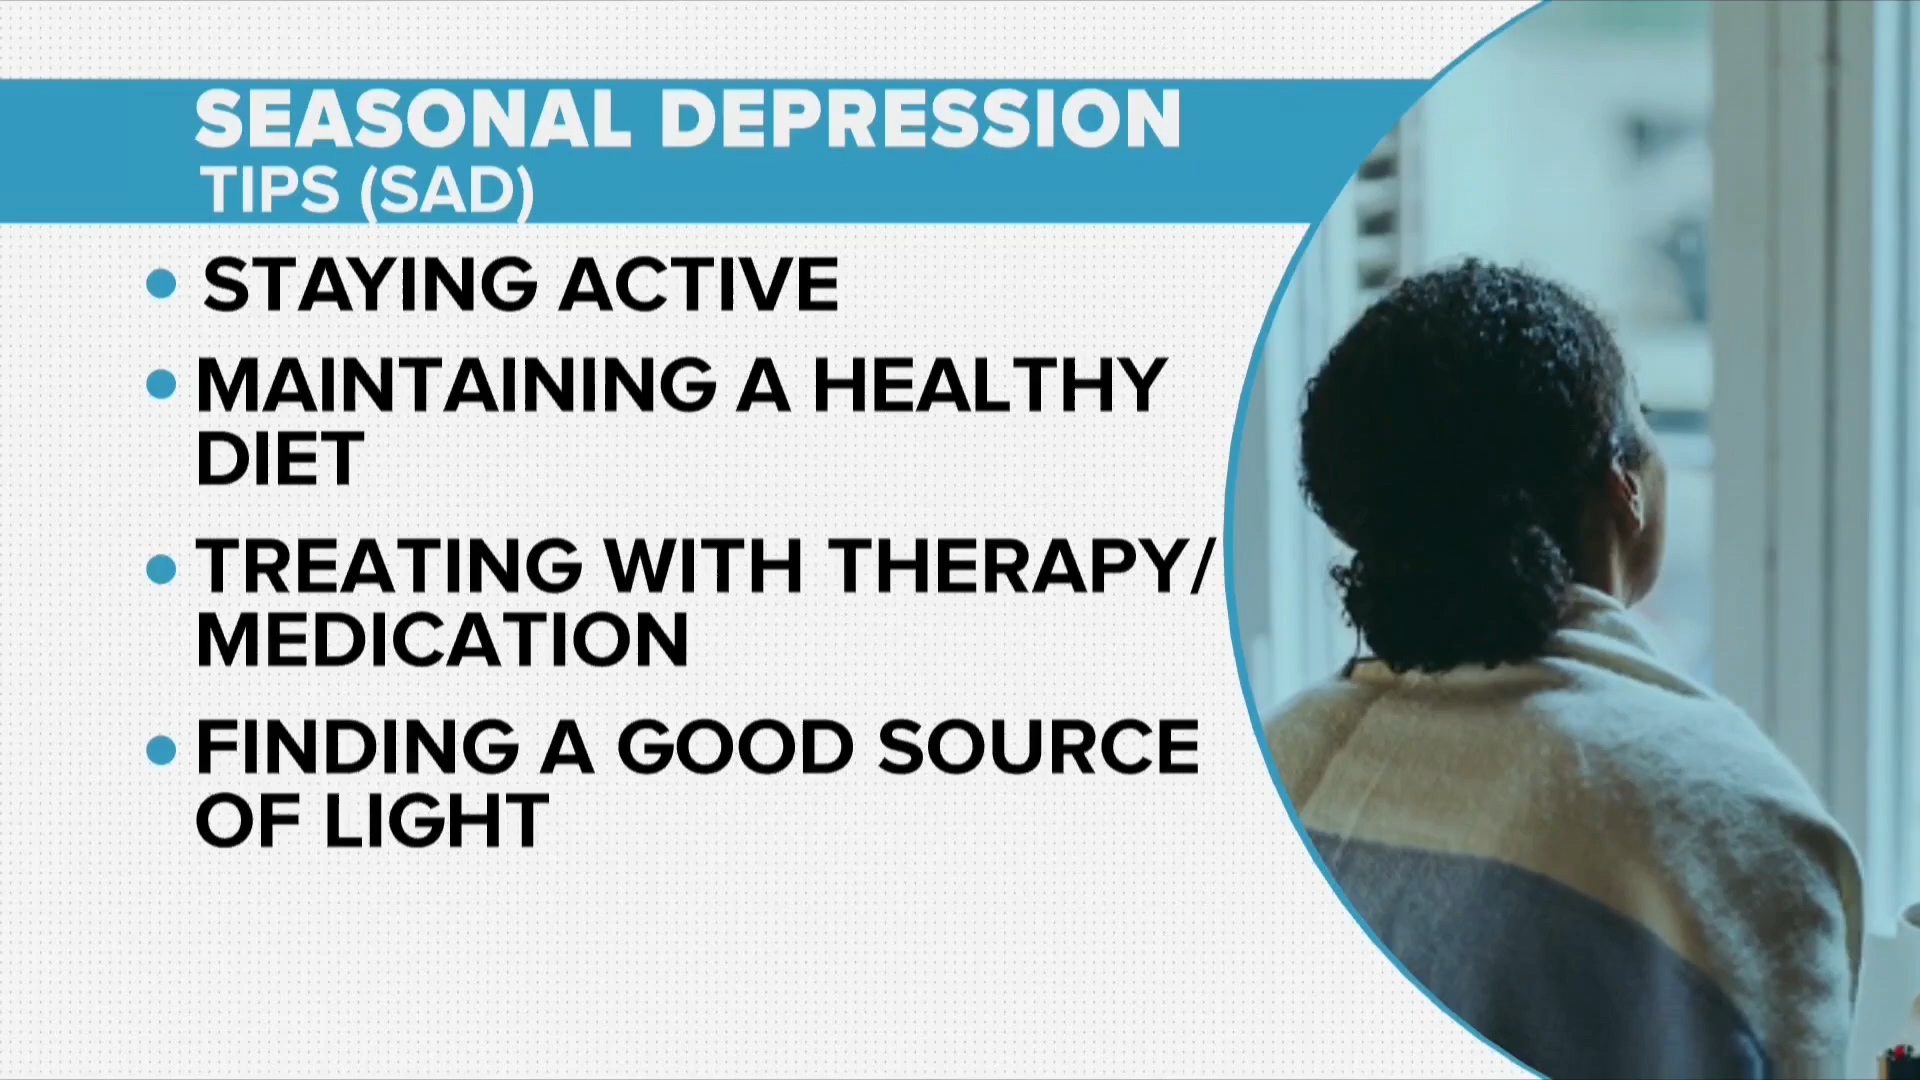 SEASONAL DEPRESSION
TIPS (SAD)
STAYING ACTIVE
MAINTAINING A HEALTHY
DIET
TREATING WITH THERAPY/
MEDICATION
FINDING A GOOD SOURCE
OF LIGHT